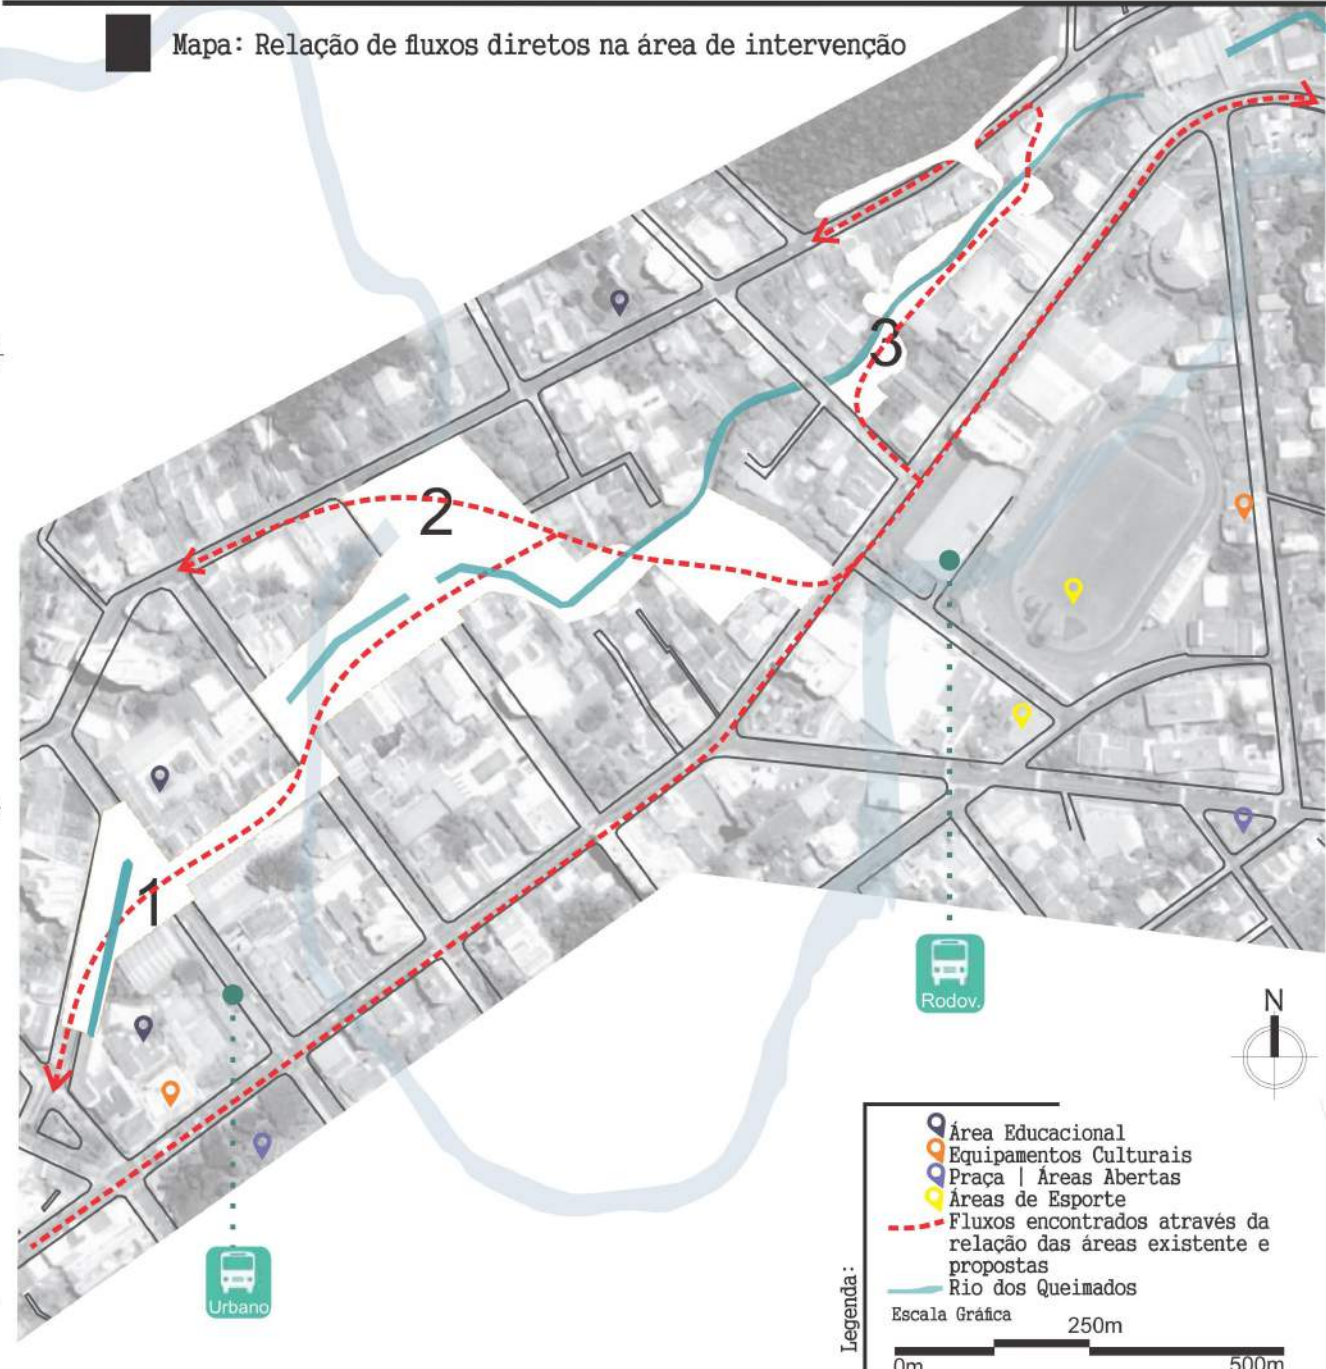 Mapa: Relação de fluxos diretos na área de intervenção
3
2
1
Rodov.
Urbano
N
Legenda:
Área Educacional
Equipamentos Culturais
Praça | Áreas Abertas
Áreas de Esporte
Fluxos encontrados através da
relação das áreas existente e
propostas
Rio dos Queimados
Escala Gráfica
250m
0m 500m